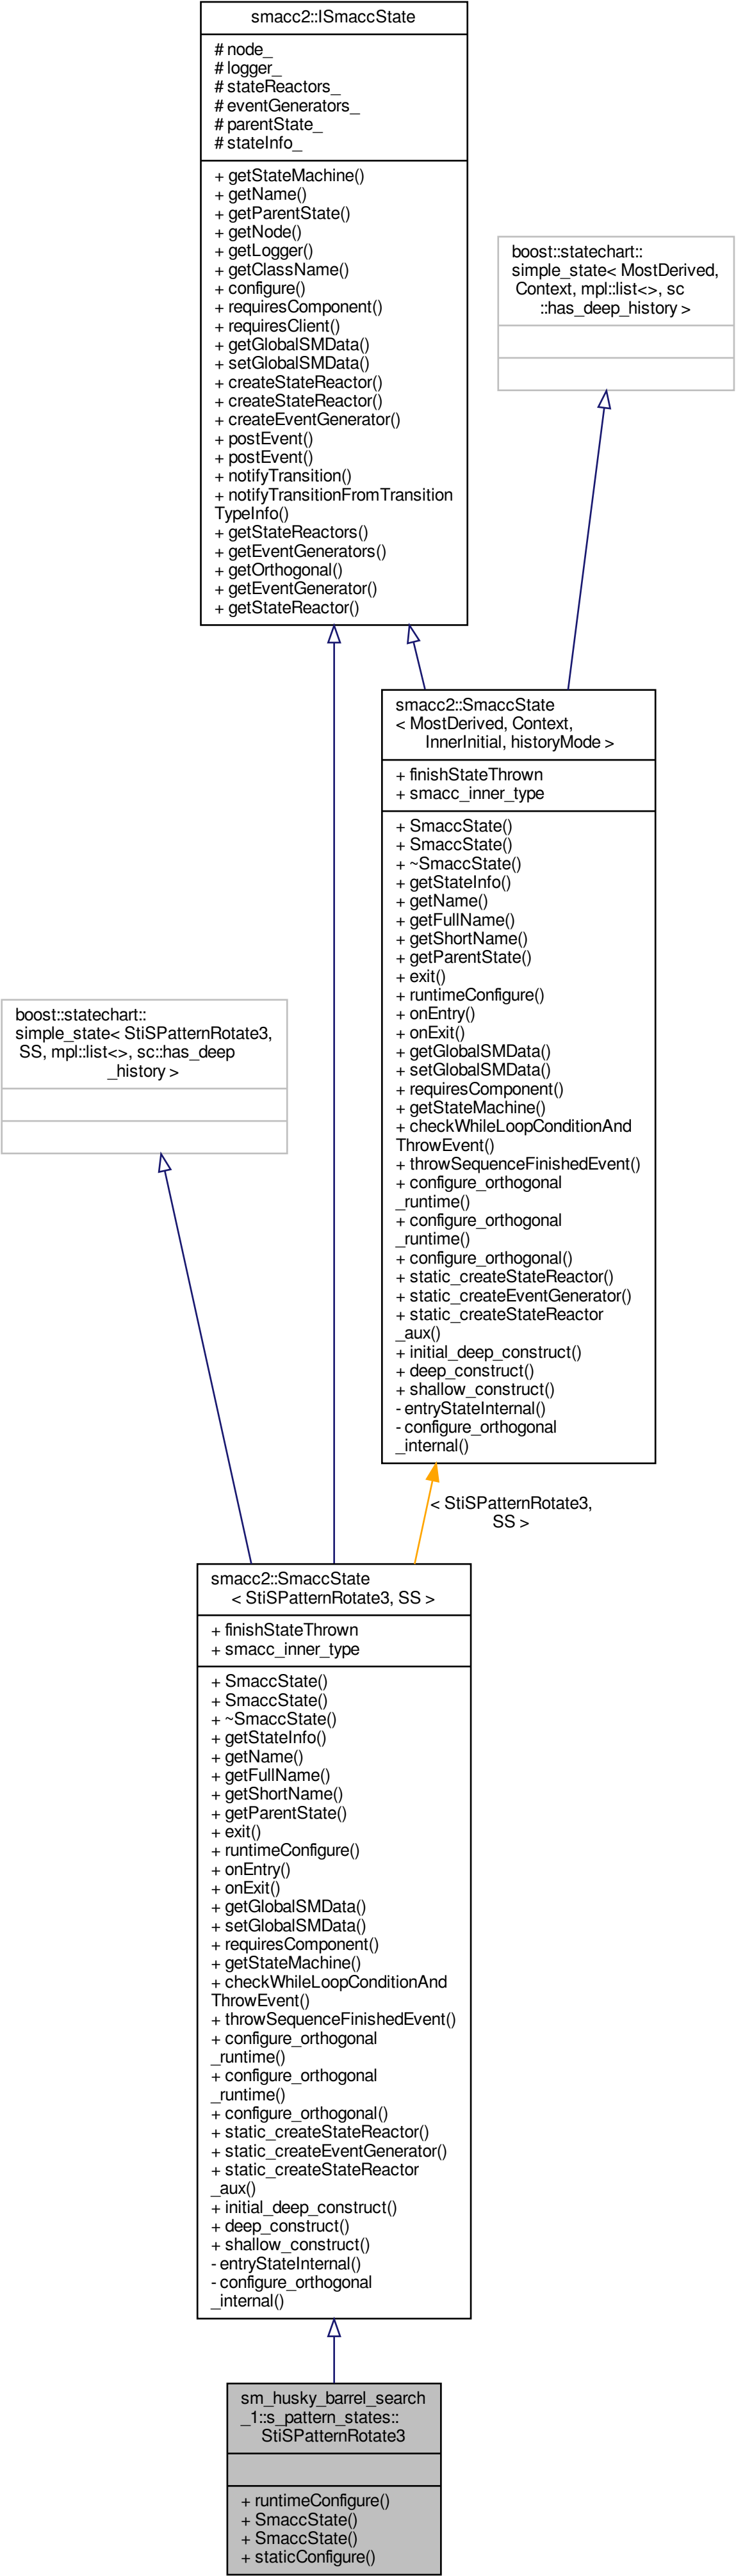 smacc2::ISmaccState
# node_
# logger_
# stateReactors_
# eventGenerators_
# parentState_
# stateInfo_
+ getStateMachine()
+ getName()
+ getParentState()
+ getNode()
+ getLogger()
+ getClassName()
+ configure()
+ requiresComponent()
+ requiresClient()
+ getGlobalSMData()
+ setGlobalSMData()
+ createStateReactor()
+ createStateReactor()
+ createEventGenerator()
+ postEvent()
+ postEvent()
+ notifyTransition()
+ notifyTransitionFromTransition
TypeInfo()
+ getStateReactors()
+ getEventGenerators()
+ getOrthogonal()
+ getEventGenerator()
+ getStateReactor()
boost::statechart::
simple_state< MostDerived,
Context, mpl::list<>, sc
::has_deep_history >
smacc2::SmaccState
< MostDerived, Context,
InnerInitial, historyMode >
+ finishStateThrown
+ smacc_inner_type
+ SmaccState()
+ SmaccState()
+ ~SmaccState()
+ getStateInfo()
+ getName()
+ getFullName()
+ getShortName()
+ getParentState()
+ exit()
+ runtimeConfigure()
+ onEntry()
+ onExit()
+ getGlobalSMData()
+ setGlobalSMData()
+ requiresComponent()
+ getStateMachine()
+ checkWhileLoopConditionAnd
ThrowEvent()
+ throwSequenceFinishedEvent()
+ configure_orthogonal
_runtime()
+ configure_orthogonal
_runtime()
+ configure_orthogonal()
+ static_createStateReactor()
+ static_createEventGenerator()
+ static_createStateReactor
_aux()
+ initial_deep_construct()
+ deep_construct()
+ shallow_construct()
- entryStateInternal()
- configure_orthogonal
_internal()
boost::statechart::
simple_state< StiSPatternRotate3,
SS, mpl::list<>, sc::has_deep
_history >
< StiSPatternRotate3,
SS >
smacc2::SmaccState
< StiSPatternRotate3, SS >
+ finishStateThrown
+ smacc_inner_type
+ SmaccState()
+ SmaccState()
+ ~SmaccState()
+ getStateInfo()
+ getName()
+ getFullName()
+ getShortName()
+ getParentState()
+ exit()
+ runtimeConfigure()
+ onEntry()
+ onExit()
+ getGlobalSMData()
+ setGlobalSMData()
+ requiresComponent()
+ getStateMachine()
+ checkWhileLoopConditionAnd
ThrowEvent()
+ throwSequenceFinishedEvent()
+ configure_orthogonal
_runtime()
+ configure_orthogonal
_runtime()
+ configure_orthogonal()
+ static_createStateReactor()
+ static_createEventGenerator()
+ static_createStateReactor
_aux()
+ initial_deep_construct()
+ deep_construct()
+ shallow_construct()
- entryStateInternal()
- configure_orthogonal
_internal()
sm_husky_barrel_search
_1::s_pattern_states::
StiSPatternRotate3
+ runtimeConfigure()
+ SmaccState()
+ SmaccState()
+ staticConfigure()